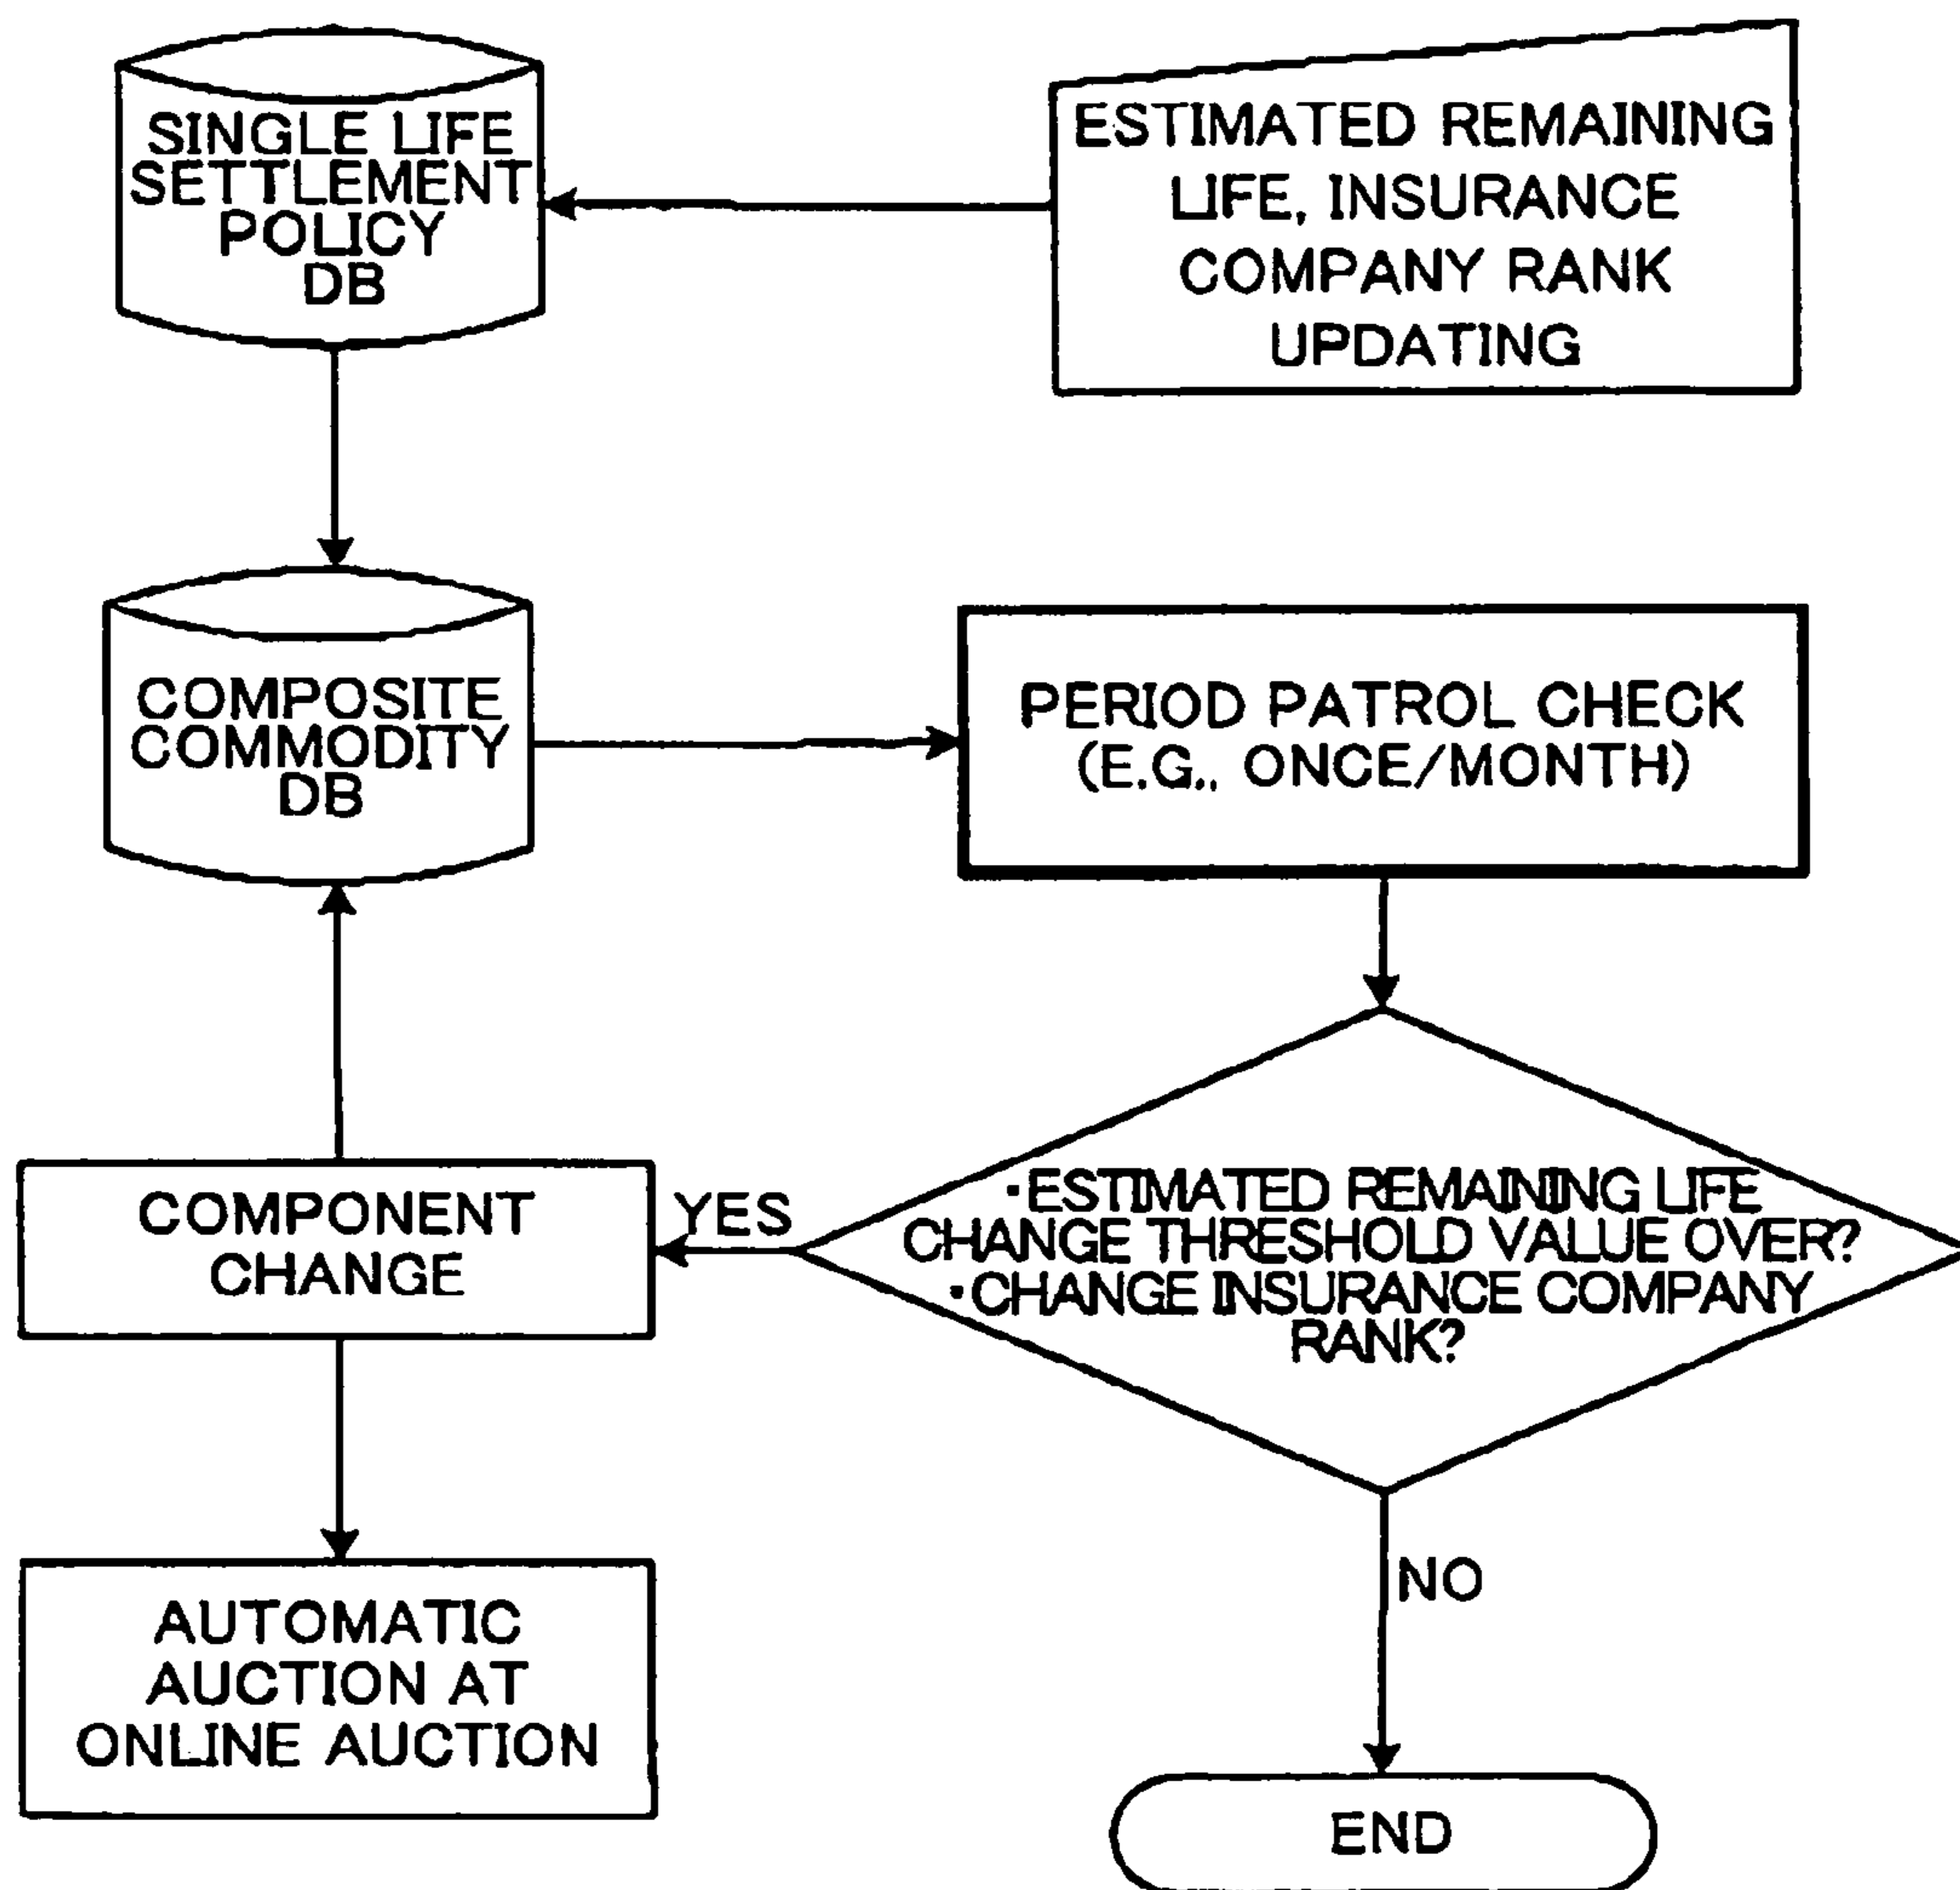 SINGLE LIFE
SETTLEMENT
POLICY
DB
ESTIMATED REMAINING
LIFE, INSURANCE
COMPANY RANK
UPDATING
COMPOSITE
COMMODITY
DB
PERIOD PATROL CHECK
(E.G., ONCE/MONTH)
COMPONENT
CHANGE
YES
・ESTIMATED REMAINING LIFE
CHANGE THRESHOLD VALUE OVER?
・CHANGE INSURANCE COMPANY
RANK?
AUTOMATIC
AUCTION AT
ONLINE AUCTION
NO
END